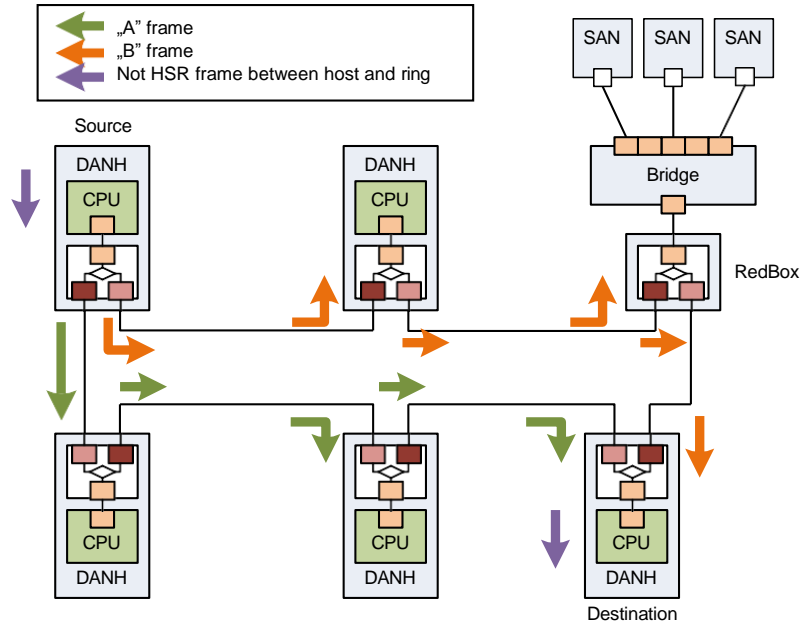 „A” frame
„B” frame
Not HSR frame between host and ring
SAN
SAN
SAN
Source
DANH
CPU
DANH
CPU
Bridge
RedBox
CPU
DANH
CPU
DANH
CPU
DANH
Destination